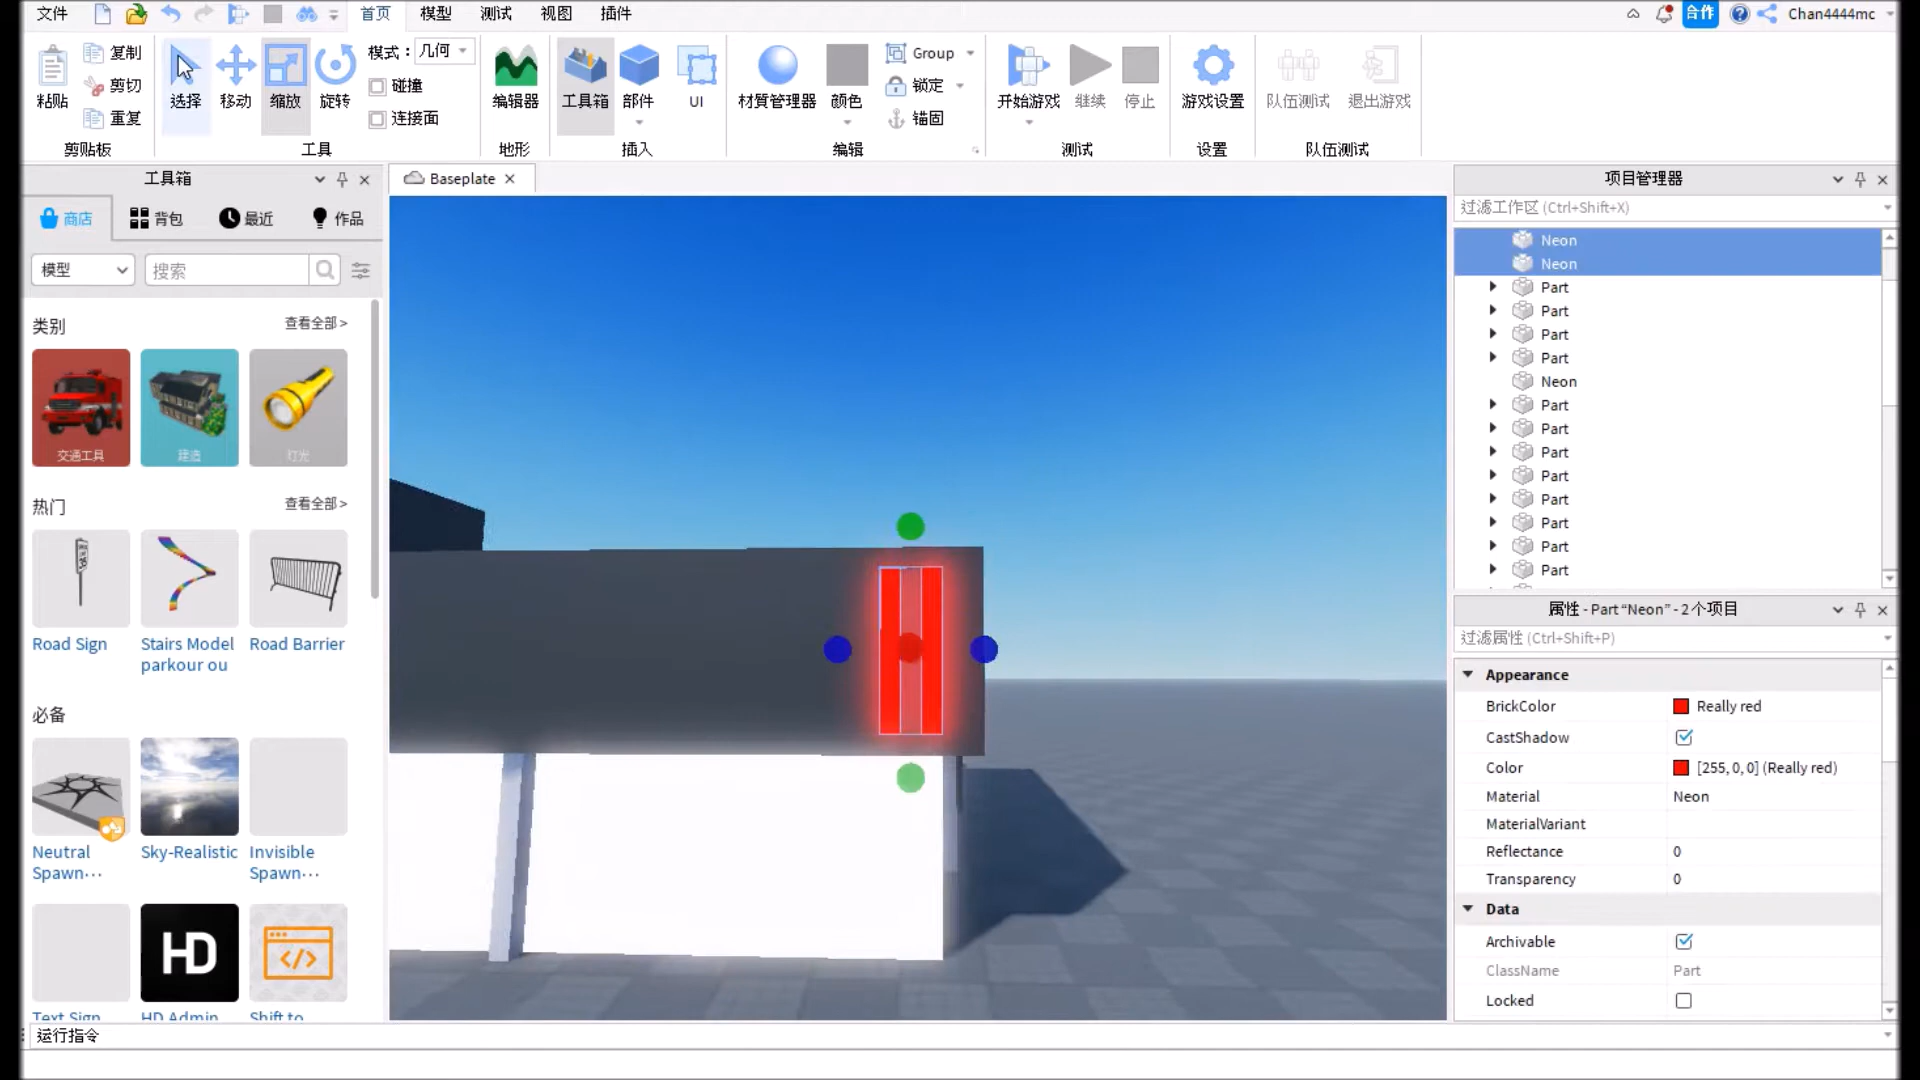 文件 首页 模型 测试 视图 插件 合作 Chan4444mc
粘贴 复制 剪切 重复 剪贴板
选择 移动 缩放 旋转 模式： 几何 碰撞 连接面 工具
编辑器 地形
工具箱 部件 UI 插入
材質管理器 颜色 Group 锁定 锚固 编辑
开始游戏 继续 停止 测试
游戏设置 设置
队伍测试 退出游戏 队伍测试
工具箱
商店 背包 最近 作品
模型 搜索
类别 查看全部 >
交通工具 建造 灯光
热门 查看全部 >
Road Sign Stairs Model Road Barrier
parkour ou
必备
Neutral Sky-Realistic Invisible
Spawn··· Spawn···
HD
Text Sign HD Admin Shift to
Baseplate
项目管理器
过滤工作区 (Ctrl+Shift+X)
Neon
Neon
Part
Part
Part
Part
Neon
Part
Part
Part
Part
Part
Part
Part
Part
属性 - Part “Neon” - 2个项目
过滤属性 (Ctrl+Shift+P)
Appearance
BrickColor Really red
CastShadow
Color [255, 0, 0] (Really red)
Material Neon
MaterialVariant
Reflectance 0
Transparency 0
Data
Archivable
ClassName Part
Locked
运行指令